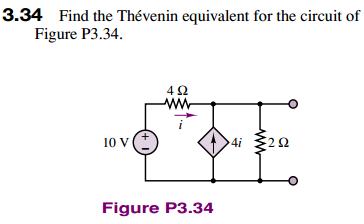 3.34 Find the Thévenin equivalent for the circuit of
Figure P3.34.
4 Ω
i
10 V
+
4i
2 Ω
Figure P3.34